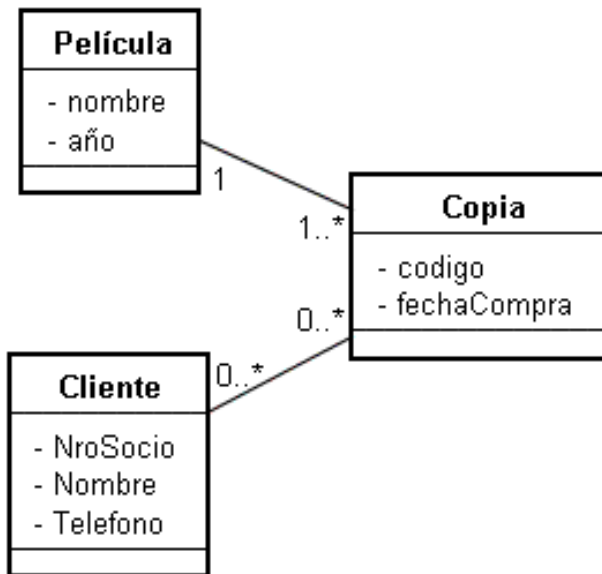 Película
- nombre
- año
1
1..*
Copia
- codigo
- fechaCompra
0..*
0..*
Cliente
- NroSocio
- Nombre
- Telefono